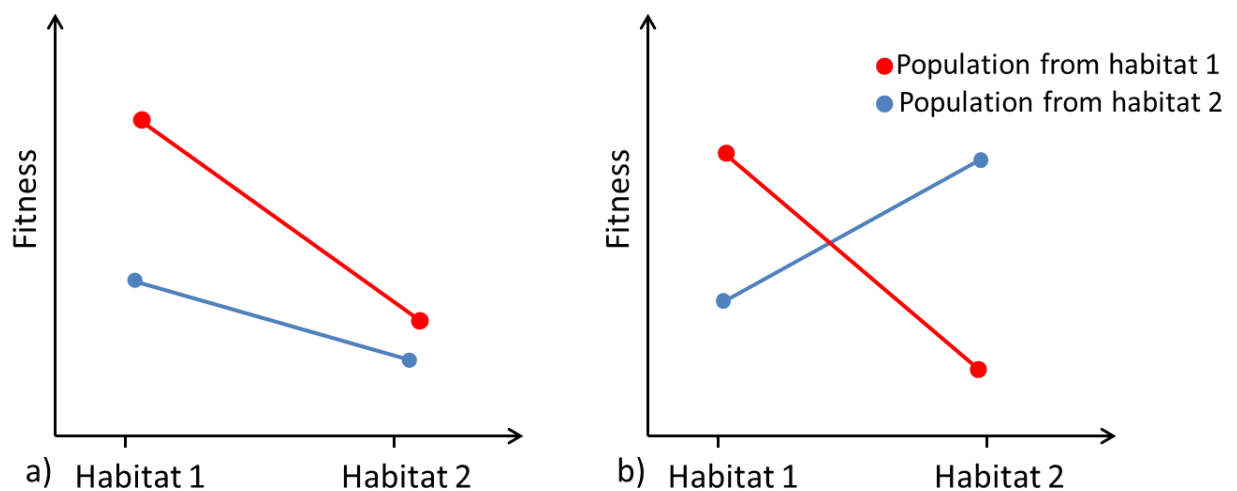 Fitness
a)
Habitat 1
Habitat 2
Population from habitat 1
Population from habitat 2
Fitness
b)
Habitat 1
Habitat 2